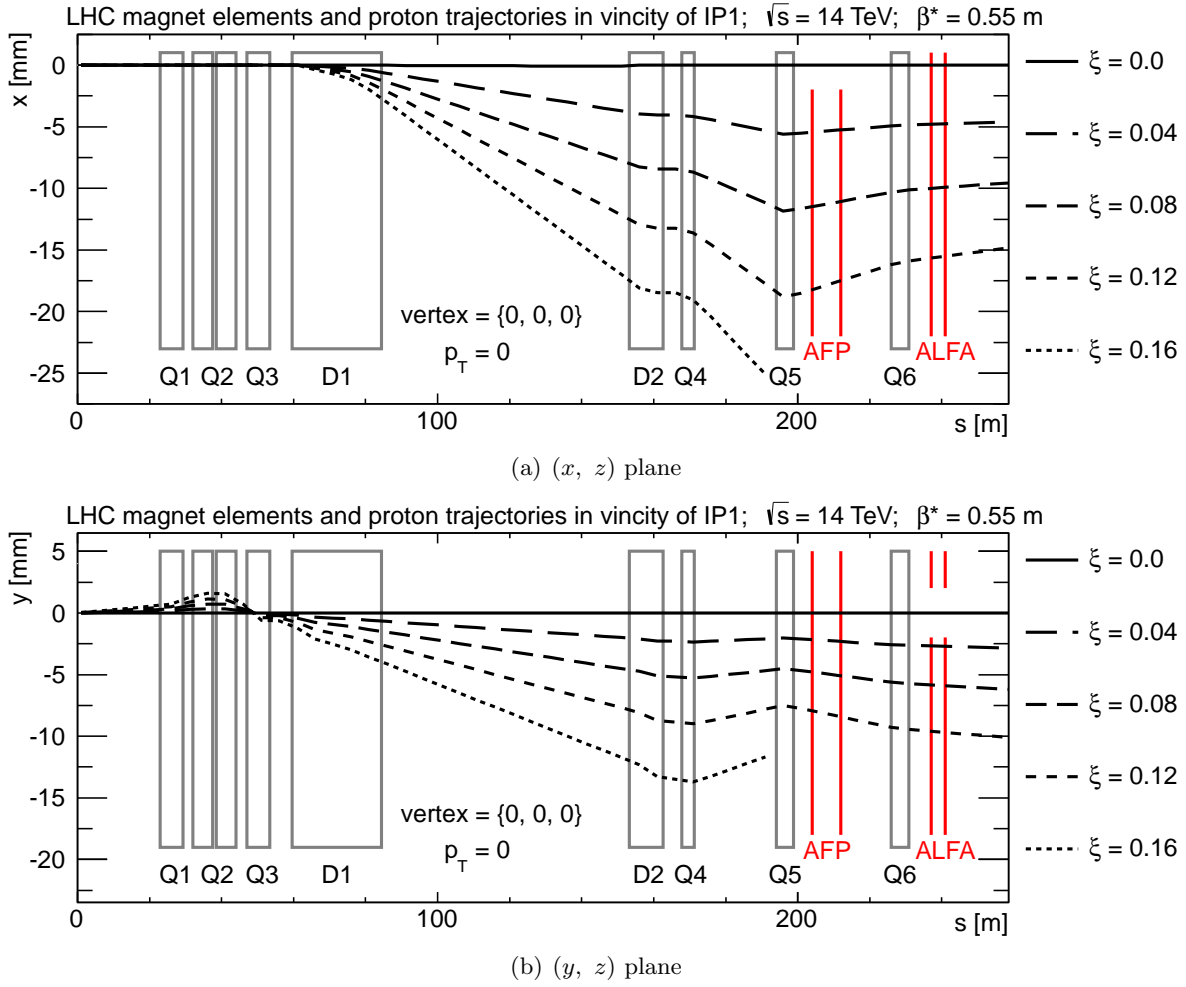 LHC magnet elements and proton trajectories in vincity of IP1; √s = 14 TeV; β* = 0.55 m
x [mm]
0
-5
-10
-15
-20
-25
vertex = {0, 0, 0}
p_T = 0
Q1 Q2 Q3 D1 D2 Q4 Q5 AFP Q6 ALFA
0 100 200 s [m]
ξ = 0.0
ξ = 0.04
ξ = 0.08
ξ = 0.12
ξ = 0.16
(a) (x, z) plane
LHC magnet elements and proton trajectories in vincity of IP1; √s = 14 TeV; β* = 0.55 m
y [mm]
5
0
-5
-10
-15
-20
vertex = {0, 0, 0}
p_T = 0
Q1 Q2 Q3 D1 D2 Q4 Q5 AFP Q6 ALFA
0 100 200 s [m]
ξ = 0.0
ξ = 0.04
ξ = 0.08
ξ = 0.12
ξ = 0.16
(b) (y, z) plane